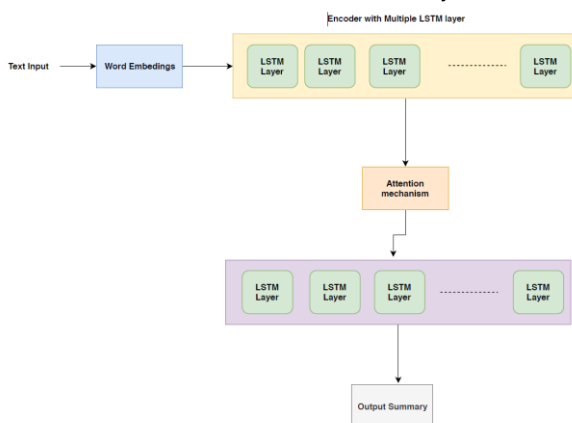 Encoder with Multiple LSTM layer
Text Input
Word Embedings
LSTM
Layer
LSTM
Layer
LSTM
Layer
LSTM
Layer
Attention
mechanism
LSTM
Layer
LSTM
Layer
LSTM
Layer
LSTM
Layer
Output Summary